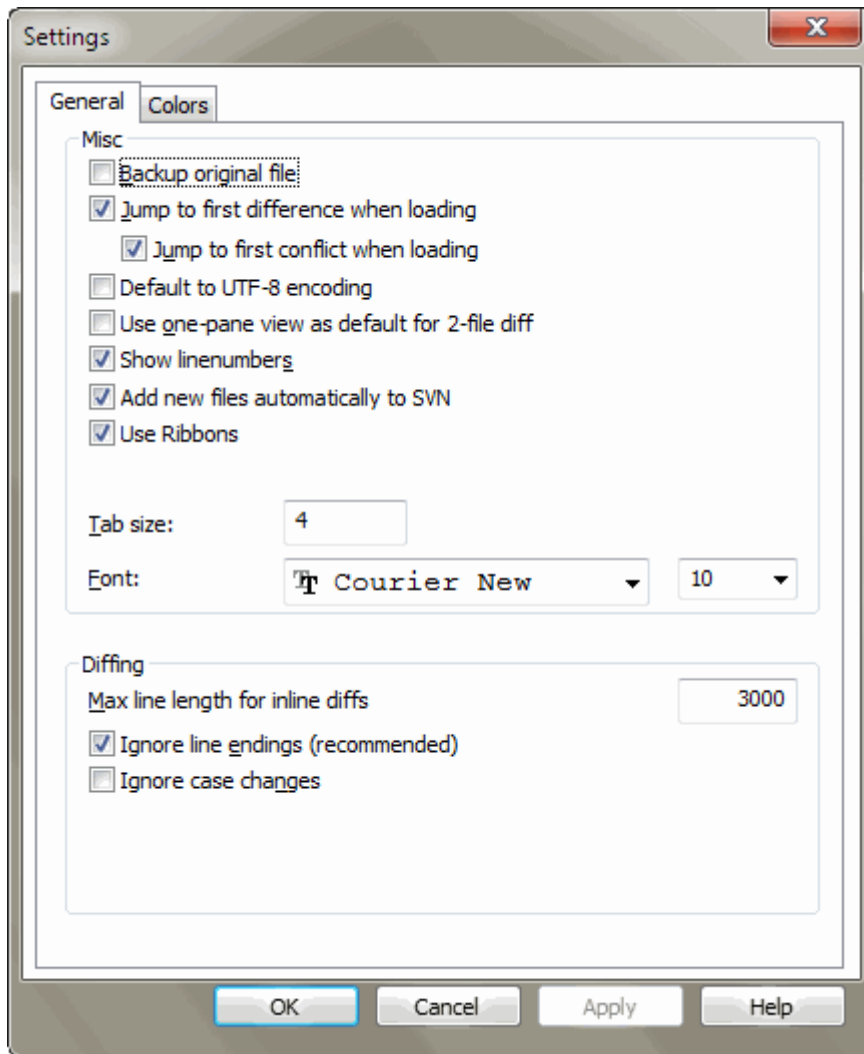 Settings
General Colors
Misc
Backup original file
Jump to first difference when loading
Jump to first conflict when loading
Default to UTF-8 encoding
Use one-pane view as default for 2-file diff
Show linenumbers
Add new files automatically to SVN
Use Ribbons
Tab size: 4
Font: Courier New 10
Diffing
Max line length for inline diffs 3000
Ignore line endings (recommended)
Ignore case changes
OK Cancel Apply Help